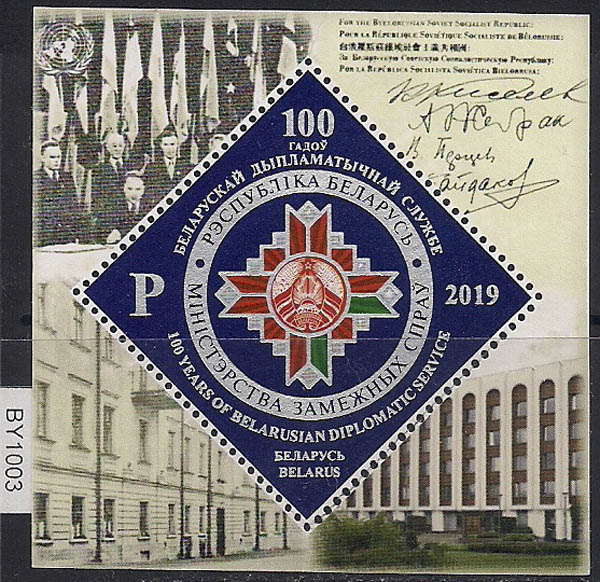 FOR THE BYELORUSSIAN SOVIET SOCIALIST REPUBLIC:
POUR LA RÉPUBLIQUE SOVIÉTIQUE SOCIALISTE DE BIÉLORUSSIE:
白俄羅斯蘇維埃社會主義共和國:
За Белорусскую Советскую Социалистическую Республику:
POR LA REPÚBLICA SOCIALISTA SOVIÉTICA BIELORRUSA:
100
ГАДОЎ
БЕЛАРУСКАЙ ДЫПЛАМАТЫЧНАЙ СЛУЖБЕ
РЭСПУБЛІКА БЕЛАРУСЬ
МІНІСТЭРСТВА ЗАМЕЖНЫХ СПРАЎ
P
2019
100 YEARS OF BELARUSIAN DIPLOMATIC SERVICE
БЕЛАРУСЬ
BELARUS
BY1003